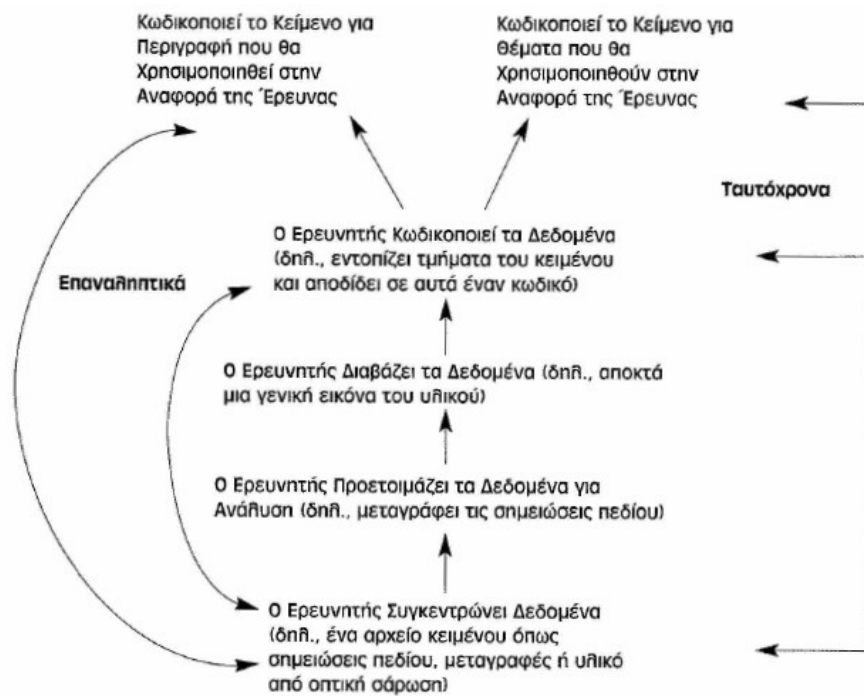 Κωδικοποιεί το Κείμενο για
Περιγραφή που θα
Χρησιμοποιηθεί στην
Αναφορά της Έρευνας
Κωδικοποιεί το Κείμενο για
Θέματα που θα
Χρησιμοποιηθούν στην
Αναφορά της Έρευνας
Ταυτόχρονα
Ο Ερευνητής Κωδικοποιεί τα Δεδομένα
(δηλ., εντοπίζει τμήματα του κειμένου
και αποδίδει σε αυτά έναν κωδικό)
Επαναληπτικά
Ο Ερευνητής Διαβάζει τα Δεδομένα (δηλ., αποκτά
μια γενική εικόνα του υλικού)
Ο Ερευνητής Προετοιμάζει τα Δεδομένα για
Ανάλυση (δηλ., μεταγράφει τις σημειώσεις πεδίου)
Ο Ερευνητής Συγκεντρώνει Δεδομένα
(δηλ., ένα αρχείο κειμένου όπως
σημειώσεις πεδίου, μεταγραφές ή υλικό
από οπτική σάρωση)